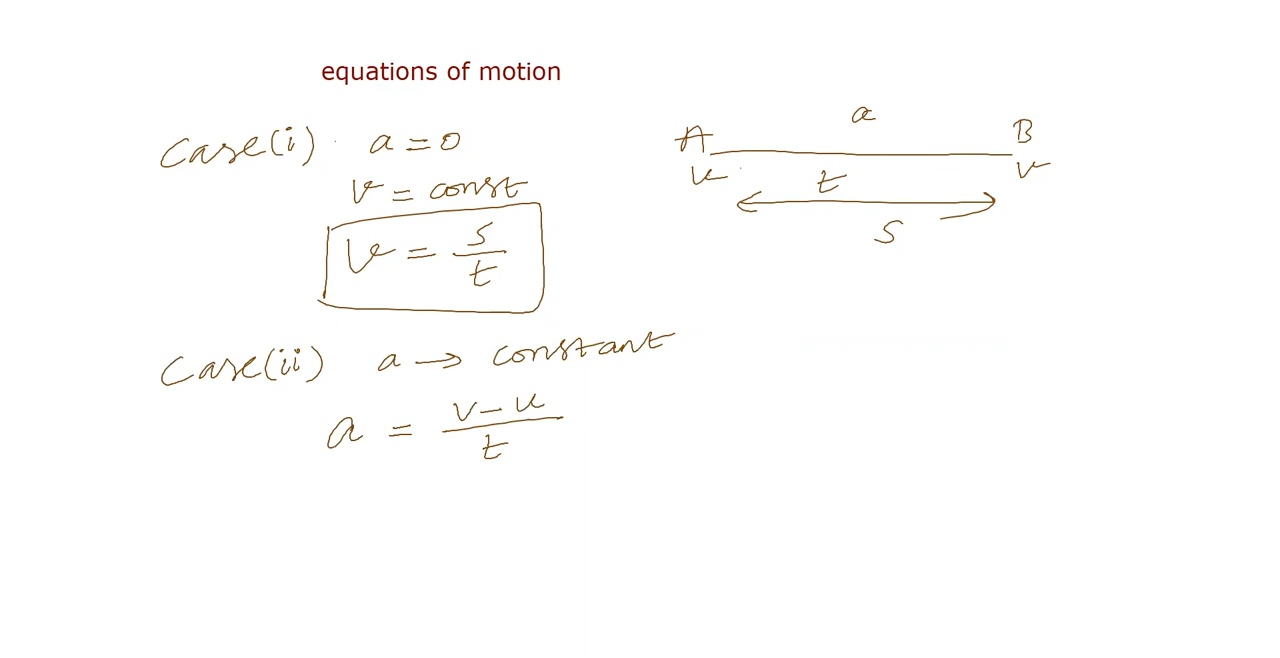 equations of motion
Case(i) a = 0
v = const
v = s/t
Case(ii) a → constant
a = v-u/t
a
A B
u t v
S